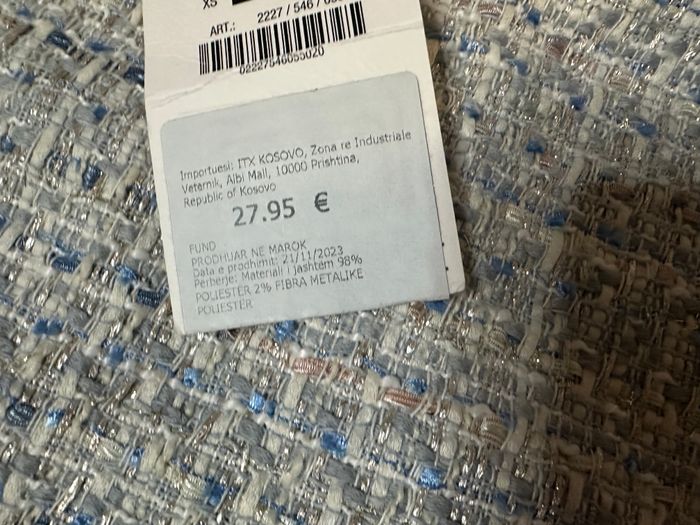 XS
ART.: 2227 / 546 /
02227546055020
Importuesi: ITX KOSOVO, Zona re Industriale
Veternik, Albi Mall, 10000 Prishtina,
Republic of Kosovo
27.95 €
FUND
PRODHUAR NE MAROK
Data e prodhimit: 21/11/2023
Perberje: Materiali i jashtëm 98%
POLIESTER 2% FIBRA METALIKE
POLIESTER